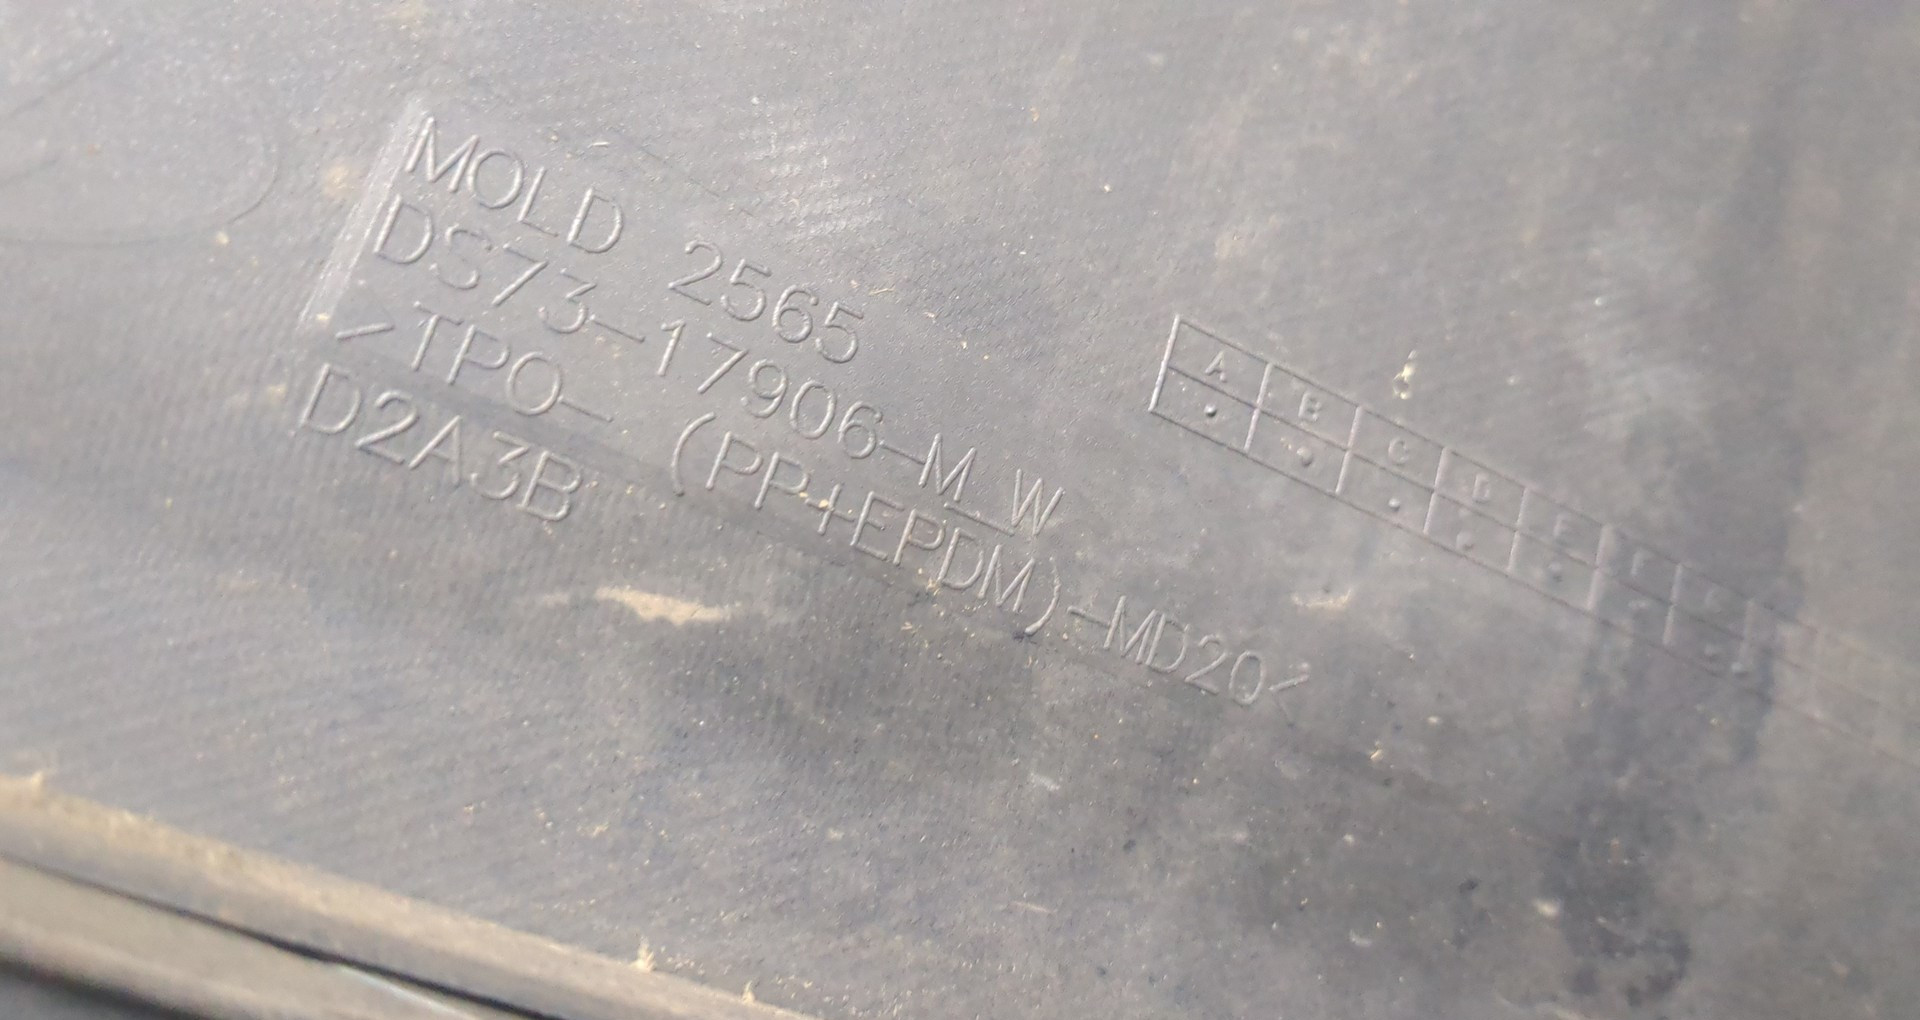 MOLD 2565
DS73-17906-M_W
>TPO- (PP+EPDM)-MD20<
D2A3B
A B C D E F